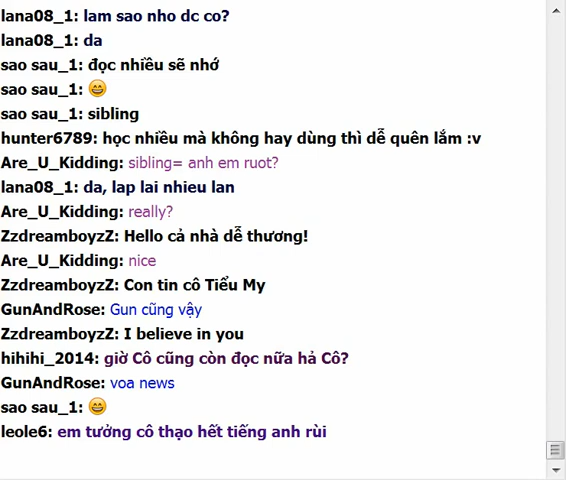 lana08_1: lam sao nho dc co?
lana08_1: da
sao sau_1: đọc nhiều sẽ nhớ
sao sau_1: 😄
sao sau_1: sibling
hunter6789: học nhiều mà không hay dùng thì dễ quên lắm :v
Are_U_Kidding: sibling= anh em ruot?
lana08_1: da, lap lai nhieu lan
Are_U_Kidding: really?
ZzdreamboyzZ: Hello cả nhà dễ thương!
Are_U_Kidding: nice
ZzdreamboyzZ: Con tin cô Tiểu My
GunAndRose: Gun cũng vậy
ZzdreamboyzZ: I believe in you
hihihi_2014: giờ Cô cũng còn đọc nữa hả Cô?
GunAndRose: voa news
sao sau_1: 😄
leole6: em tưởng cô thạo hết tiếng anh rùi